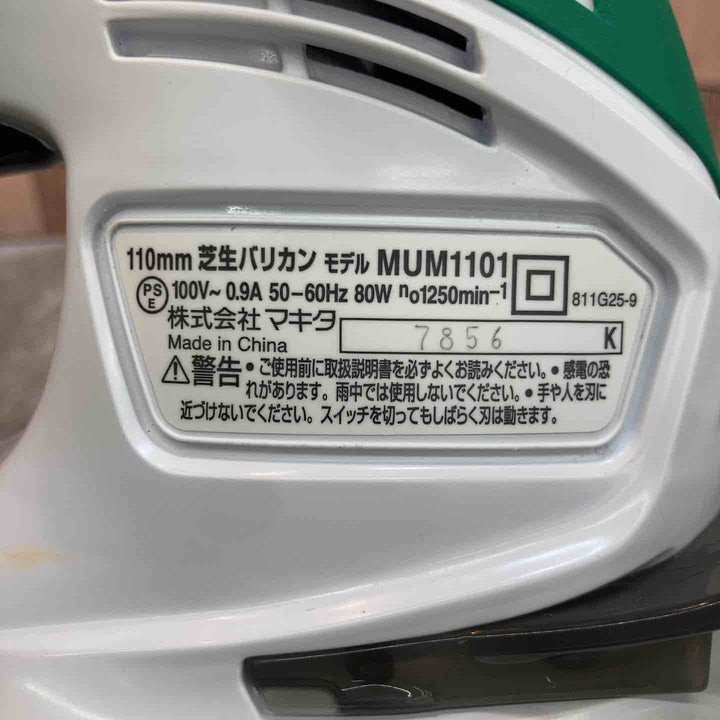 110mm 芝生バリカン モデル MUM1101
PS E 100V~ 0.9A 50-60Hz 80W n01250min-1 811G25-9
株式会社 マキタ
Made in China 7856 K
⚠警告 • ご使用前に取扱説明書を必ずよくお読みください。• 感電の恐
れがあります。雨中では使用しないでください。• 手や人を刃に
近づけないでください。スイッチを切ってもしばらく刃は動きます。